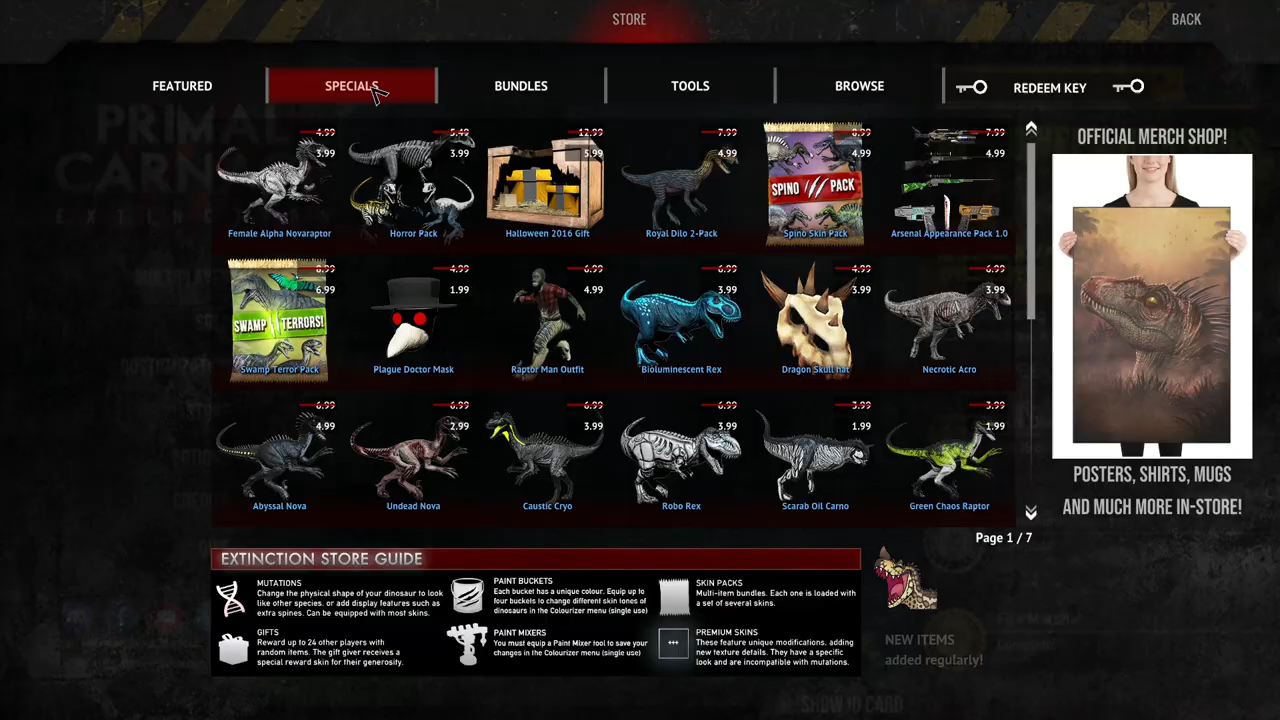 STORE
BACK
FEATURED
SPECIALS
BUNDLES
TOOLS
BROWSE
REDEEM KEY
PRIMAL
4.99
3.99
Female Alpha Novaraptor
5.49
3.99
Horror Pack
12.99
5.99
Halloween 2016 Gift
7.99
4.99
Royal Dilo 2-Pack
SPINO PACK
4.99
Spino Skin Pack
7.99
4.99
Arsenal Appearance Pack 1.0
OFFICIAL MERCH SHOP!
SWAMP TERRORS!
8.99
6.99
Swamp Terror Pack
4.99
1.99
Plague Doctor Mask
6.99
4.99
Raptor Man Outfit
6.99
3.99
Bioluminescent Rex
4.99
3.99
Dragon Skull hat
6.99
3.99
Necrotic Acro
6.99
4.99
Abyssal Nova
6.99
2.99
Undead Nova
6.99
3.99
Caustic Cryo
6.99
3.99
Robo Rex
3.99
1.99
Scarab Oil Carno
3.99
1.99
Green Chaos Raptor
POSTERS, SHIRTS, MUGS
AND MUCH MORE IN-STORE!
Page 1 / 7
EXTINCTION STORE GUIDE
MUTATIONS
Change the physical shape of your dinosaur to look
like other species, or add display features such as
extra spines. Can be equipped with most skins.
GIFTS
Reward up to 24 other players with
random items. The gift giver receives a
special reward skin for their generosity.
PAINT BUCKETS
Each bucket has a unique colour. Equip up to
four buckets to change different skin tones of
dinosaurs in the Colourizer menu (single use)
PAINT MIXERS
You must equip a Paint Mixer tool to save your
changes in the Colourizer menu (single use)
SKIN PACKS
Multi-item bundles. Each one is loaded with
a set of several skins.
PREMIUM SKINS
These feature unique modifications, adding
new texture details. They have a specific
look and are incompatible with mutations.
NEW ITEMS
added regularly!
SHOW ID CARD